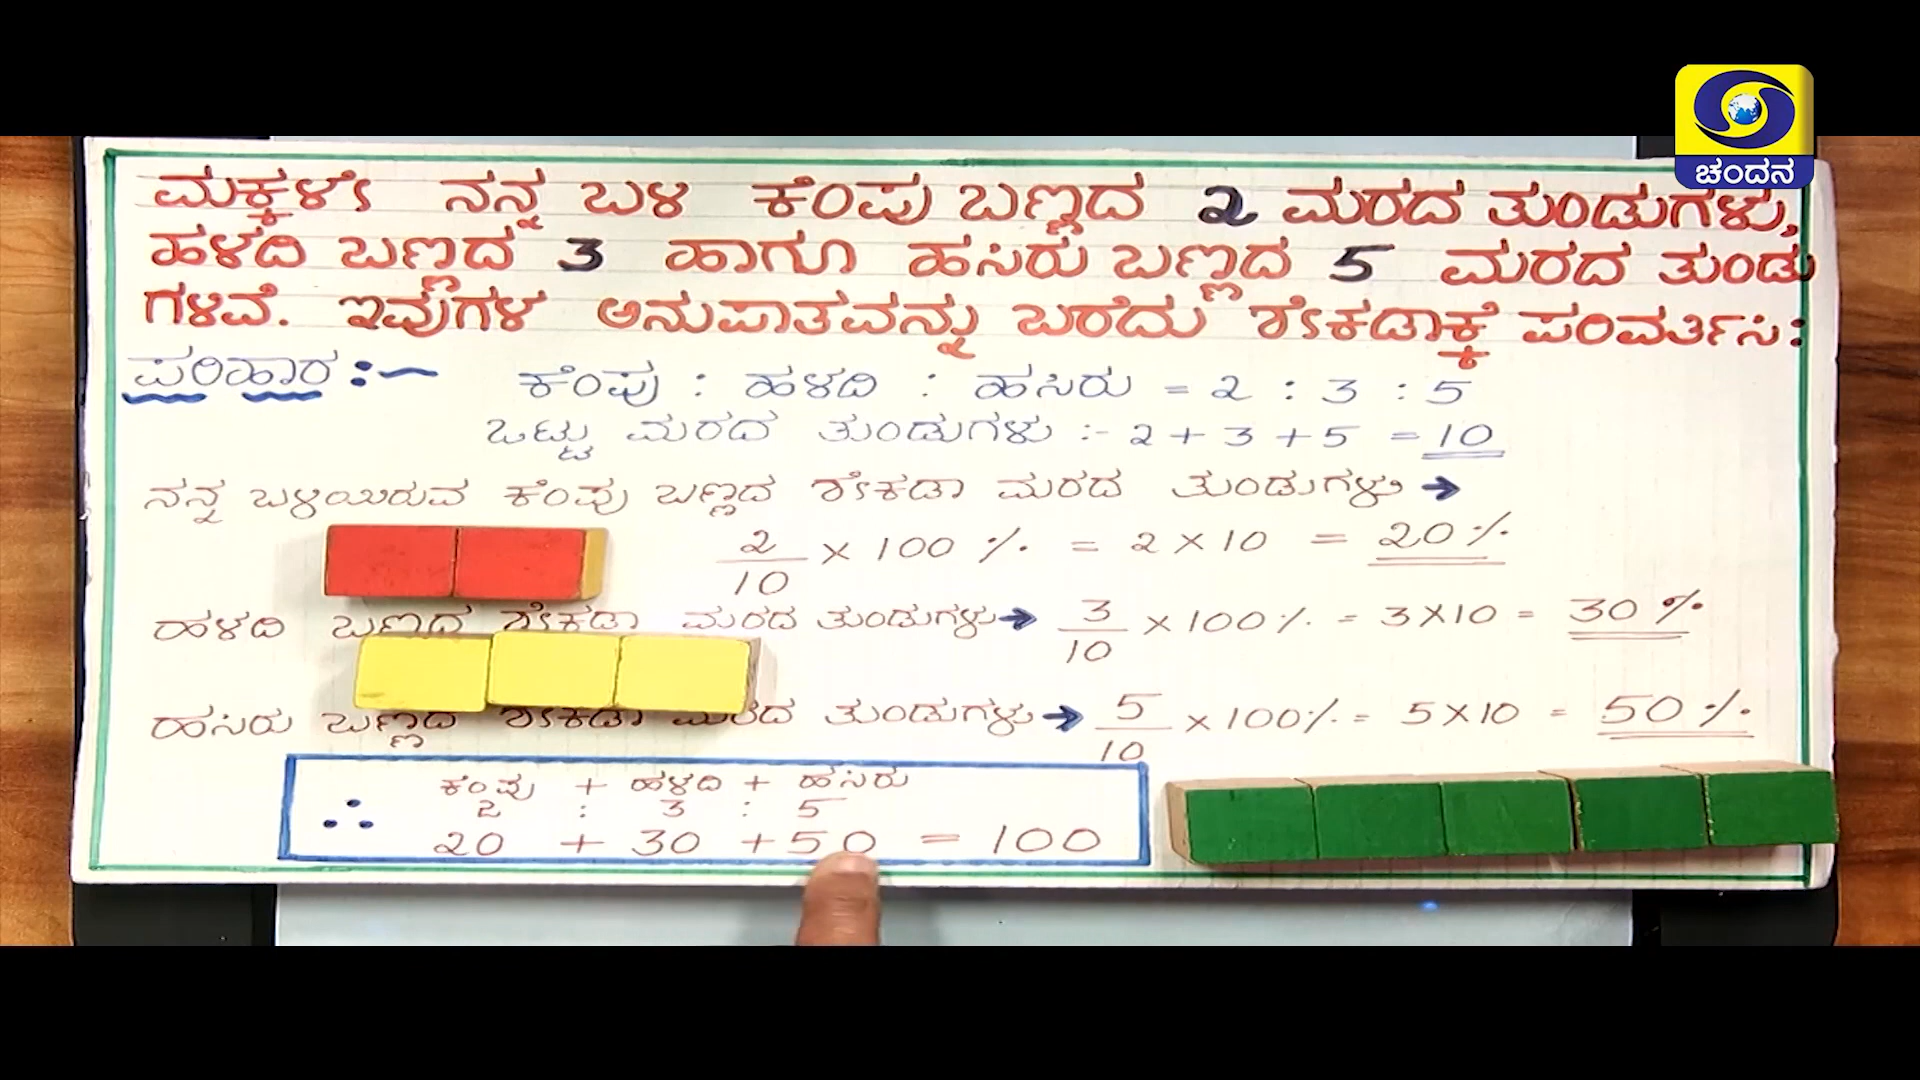 ಚಂದನ
ಮಕ್ಕಳೇ ನನ್ನ ಬಳಿ ಕೆಂಪು ಬಣ್ಣದ 2 ಮರದ ತುಂಡುಗಳು,
ಹಳದಿ ಬಣ್ಣದ 3 ಹಾಗೂ ಹಸಿರು ಬಣ್ಣದ 5 ಮರದ ತುಂಡು
ಗಳಿವೆ. ಇವುಗಳ ಅನುಪಾತವನ್ನು ಬರೆದು ಶೇಕಡಾಕ್ಕೆ ಪರಿವರ್ತಿಸಿ:
ಪರಿಹಾರ :-
ಕೆಂಪು : ಹಳದಿ : ಹಸಿರು = 2 : 3 : 5
ಒಟ್ಟು ಮರದ ತುಂಡುಗಳು :- 2 + 3 + 5 = 10
ನನ್ನ ಬಳಿಯಿರುವ ಕೆಂಪು ಬಣ್ಣದ ಶೇಕಡಾ ಮರದ ತುಂಡುಗಳು →
2/10 × 100 % = 2 × 10 = 20 %
ಹಳದಿ ಬಣ್ಣದ ಶೇಕಡಾ ಮರದ ತುಂಡುಗಳು → 3/10 × 100 % = 3 × 10 = 30 %
ಹಸಿರು ಬಣ್ಣದ ಶೇಕಡಾ ಮರದ ತುಂಡುಗಳು → 5/10 × 100 % = 5 × 10 = 50 %
ಕೆಂಪು + ಹಳದಿ + ಹಸಿರು
2 : 3 : 5
∴ 20 + 30 + 50 = 100